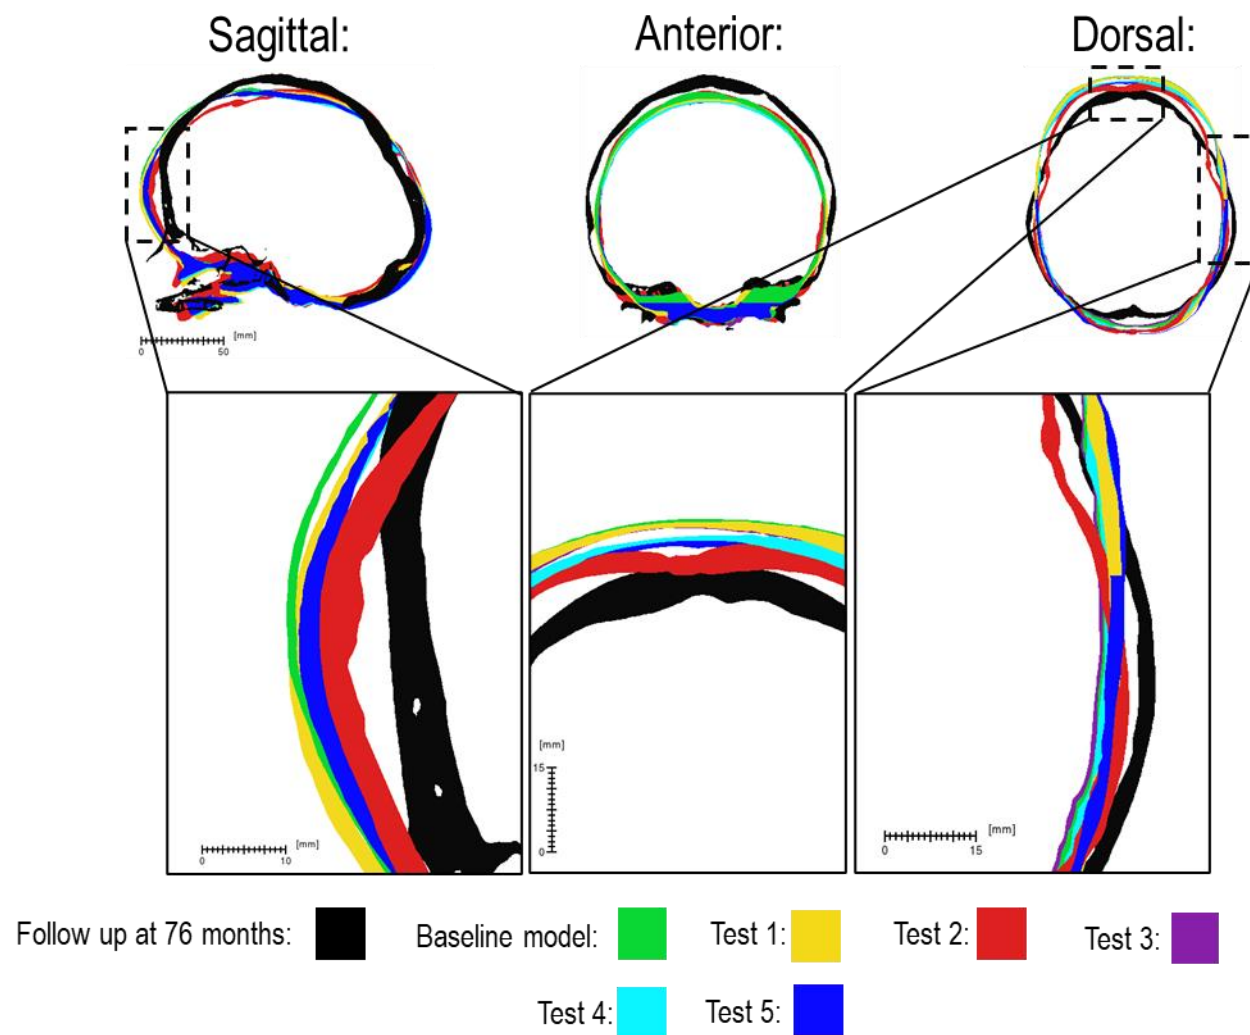 Sagittal: Anterior: Dorsal:
[mm]
0 50
[mm]
15
0
[mm]
0 10
[mm]
0 15
Follow up at 76 months: Baseline model: Test 1: Test 2: Test 3:
Test 4: Test 5: